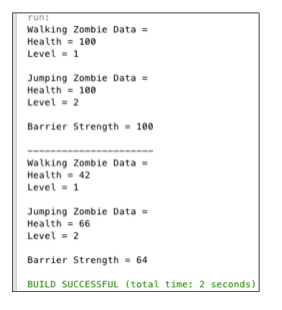 run:
Walking Zombie Data =
Health = 100
Level = 1
Jumping Zombie Data =
Health = 100
Level = 2
Barrier Strength = 100
----------------------
Walking Zombie Data =
Health = 42
Level = 1
Jumping Zombie Data =
Health = 66
Level = 2
Barrier Strength = 64
BUILD SUCCESSFUL (total time: 2 seconds)